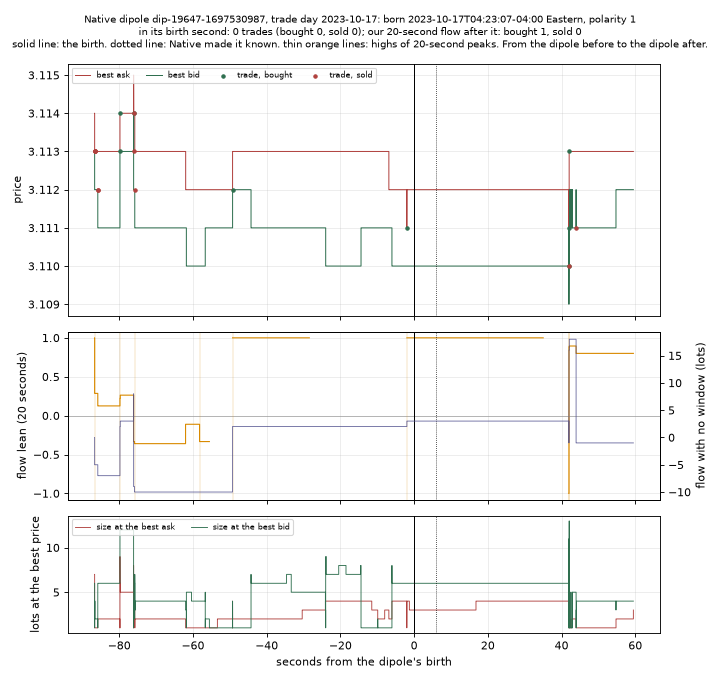 Native dipole dip-19647-1697530987, trade day 2023-10-17: born 2023-10-17T04:23:07-04:00 Eastern, polarity 1
in its birth second: 0 trades (bought 0, sold 0); our 20-second flow after it: bought 1, sold 0
solid line: the birth. dotted line: Native made it known. thin orange lines: highs of 20-second peaks. From the dipole before to the dipole after.
best ask best bid trade, bought trade, sold
3.115
3.114
3.113
3.112
3.111
3.110
3.109
price
1.0
0.5
0.0
−0.5
−1.0
flow lean (20 seconds)
15
10
5
0
−5
−10
flow with no window (lots)
size at the best ask size at the best bid
10
5
lots at the best price
−80 −60 −40 −20 0 20 40 60
seconds from the dipole's birth